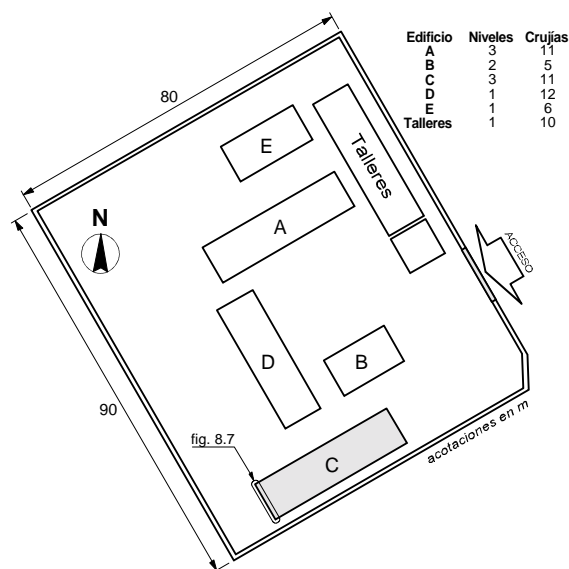 Edificio Niveles Crujías
A 3 11
B 2 5
C 3 11
D 1 12
E 1 6
Talleres 1 10
80
E
Talleres
N
A
ACCESO
D
B
90
fig. 8.7
C
acotaciones en m